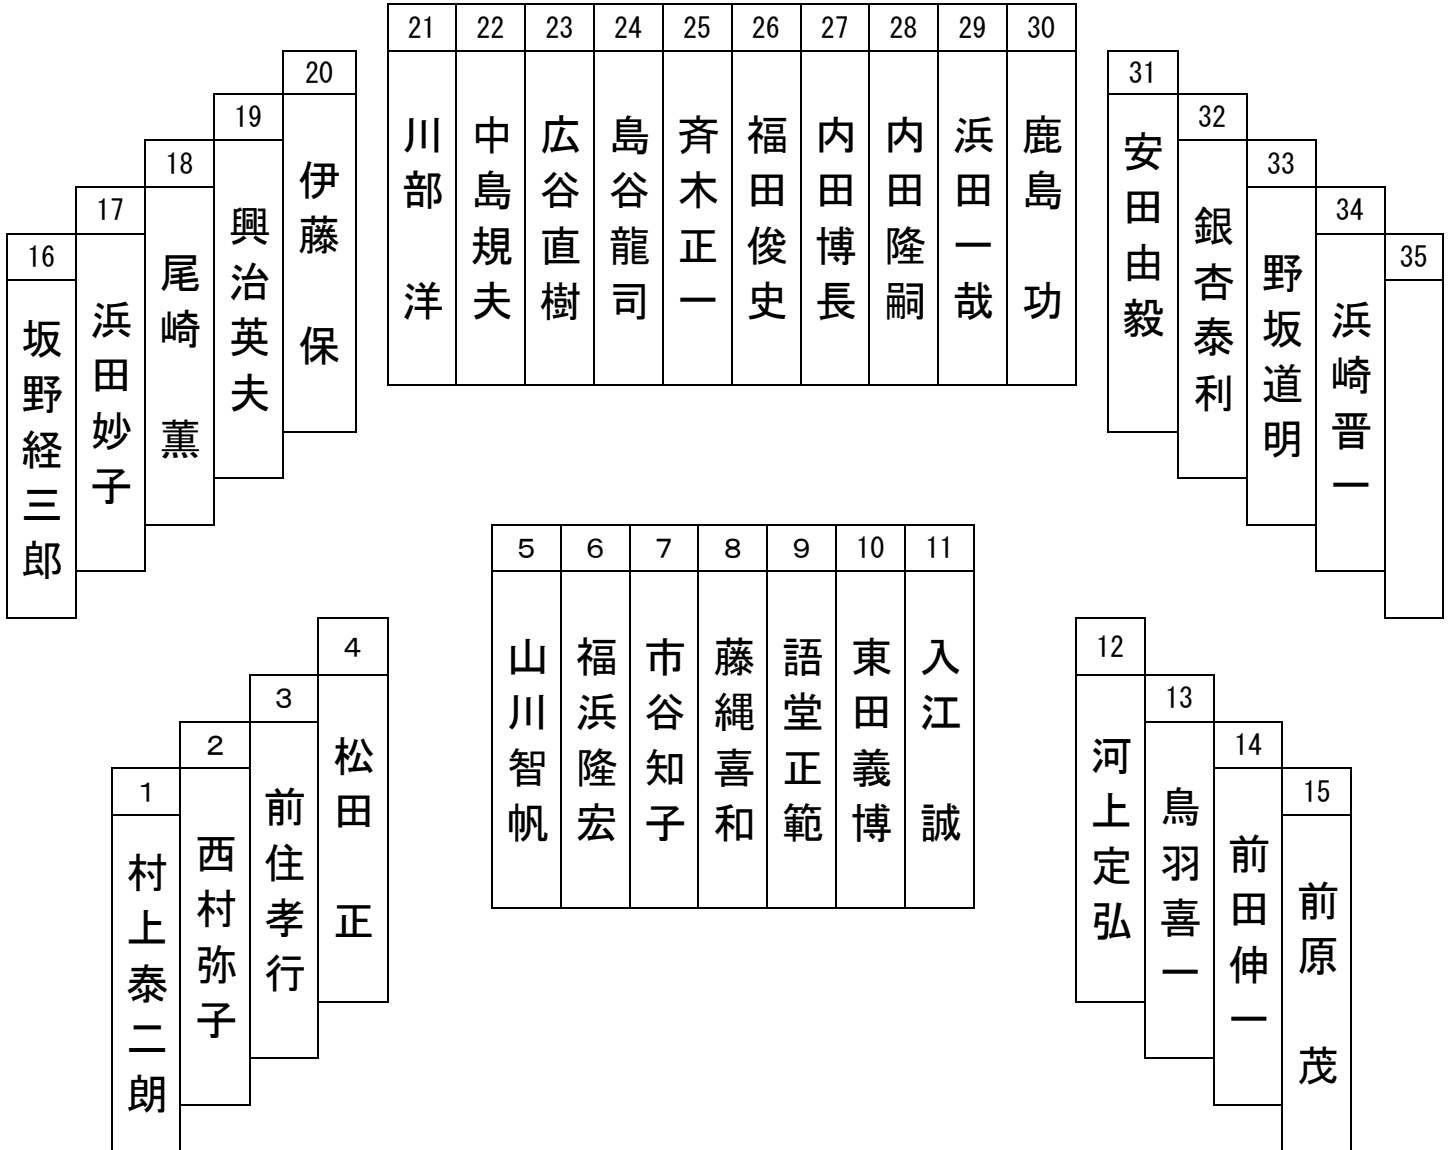 21 川部 洋
22 中島規夫
23 広谷直樹
24 島谷龍司
25 斉木正一
26 福田俊史
27 内田博長
28 内田隆嗣
29 浜田一哉
30 鹿島 功
16 坂野経三郎
17 浜田妙子
18 尾崎 薫
19 興治英夫
20 伊藤 保
31 安田由毅
32 銀杏泰利
33 野坂道明
34 浜崎晋一
35
5 山川智帆
6 福浜隆宏
7 市谷知子
8 藤縄喜和
9 語堂正範
10 東田義博
11 入江 誠
1 村上泰二朗
2 西村弥子
3 前住孝行
4 松田 正
12 河上定弘
13 鳥羽喜一
14 前田伸一
15 前原 茂